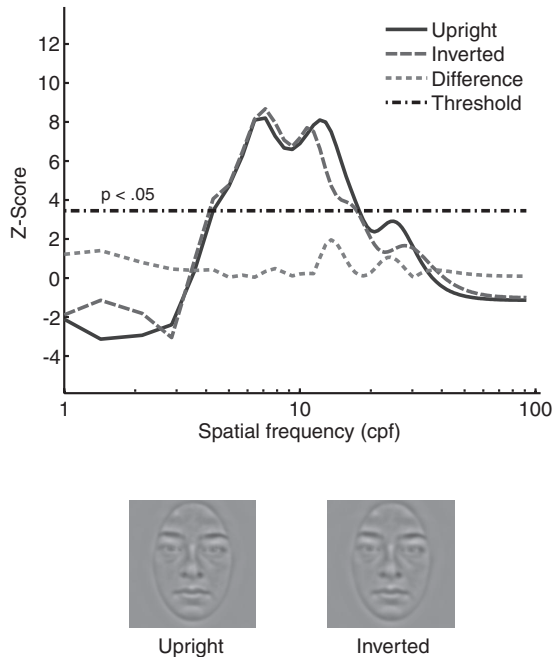 12
10
8
6
4
2
0
-2
-4
Z-Score
Upright
Inverted
Difference
Threshold
p < .05
1
10
100
Spatial frequency (cpf)
Upright
Inverted